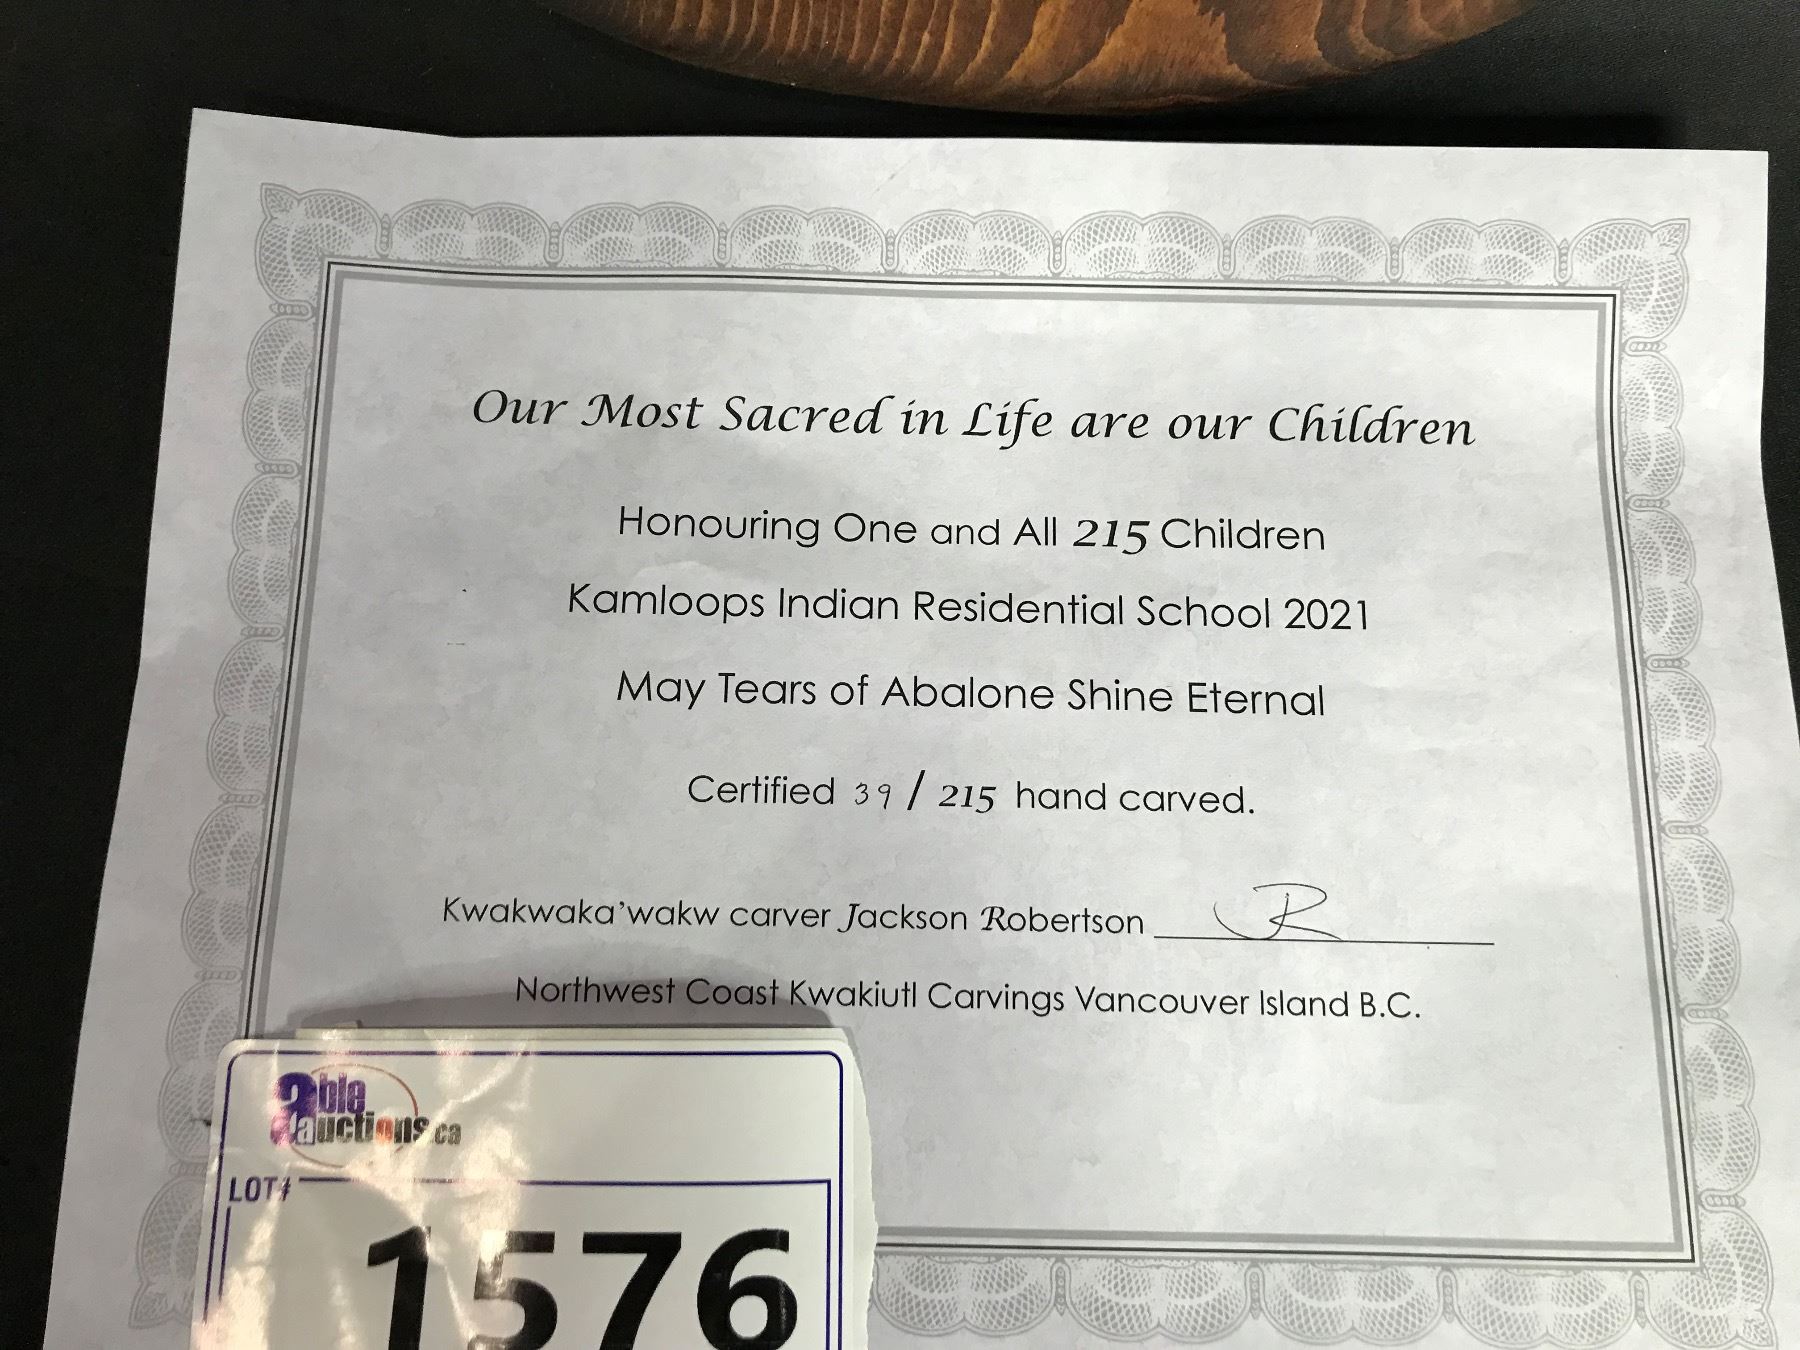 Our Most Sacred in Life are our Children
Honouring One and All 215 Children
Kamloops Indian Residential School 2021
May Tears of Abalone Shine Eternal
Certified 39 / 215 hand carved.
Kwakwaka'wakw carver Jackson Robertson R
Northwest Coast Kwakiutl Carvings Vancouver Island B.C.
able
auctions.ca
LOT#
1576